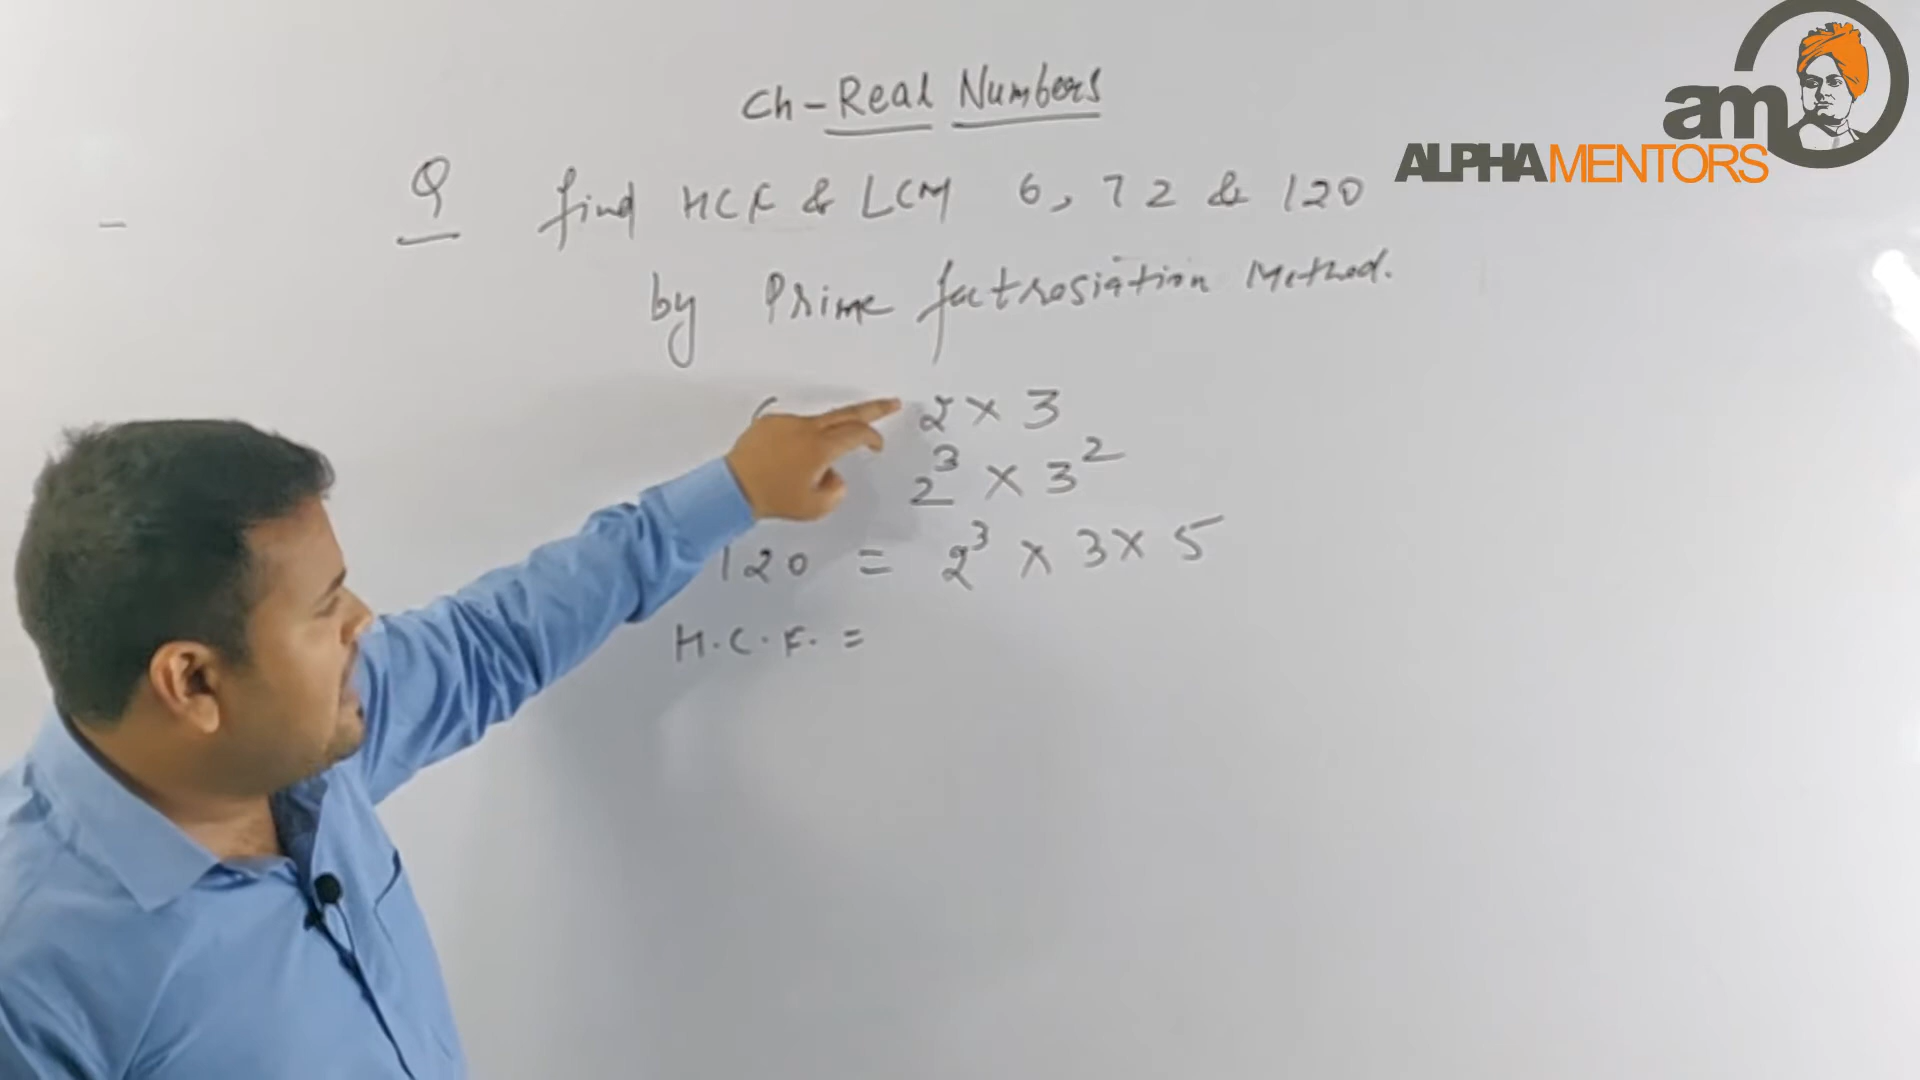 Ch-Real Numbers
Q find HCF & LCM 6, 72 & 120
by Prime factrosiation Method.
6 2 × 3
2³ × 3²
120 = 2³ × 3 × 5
H.C.F. =
am
ALPHAMENTORS